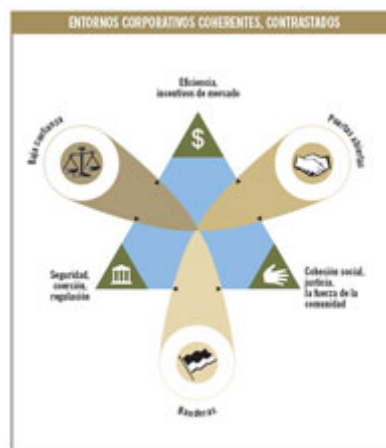 ENTORNOS CORPORATIVOS COHERENTES, CONTRASTADOS
Eficiencia,
incentivos de mercado
Baja confianza
Puertas abiertas
$
Seguridad,
coerción,
regulación
Cohesión social,
justicia,
la fuerza de la
comunidad
Banderas